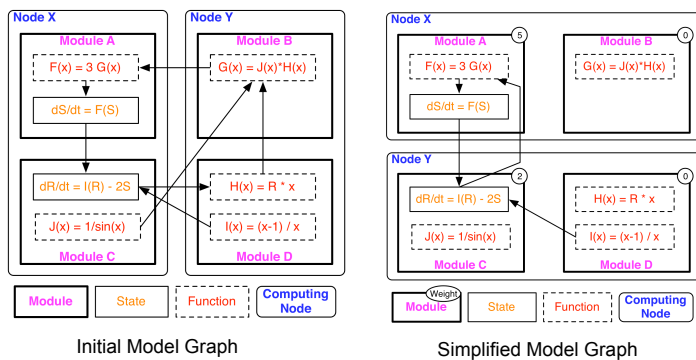 Node X
Node Y
Module A
F(x) = 3 G(x)
dS/dt = F(S)
Module B
G(x) = J(x)*H(x)
dR/dt = I(R) - 2S
J(x) = 1/sin(x)
Module C
H(x) = R * x
I(x) = (x-1) / x
Module D
Module
State
Function
Computing
Node
Initial Model Graph
Node X
5
Module A
F(x) = 3 G(x)
dS/dt = F(S)
0
Module B
G(x) = J(x)*H(x)
Node Y
2
dR/dt = I(R) - 2S
J(x) = 1/sin(x)
Module C
0
H(x) = R * x
I(x) = (x-1) / x
Module D
Weight
Module
State
Function
Computing
Node
Simplified Model Graph